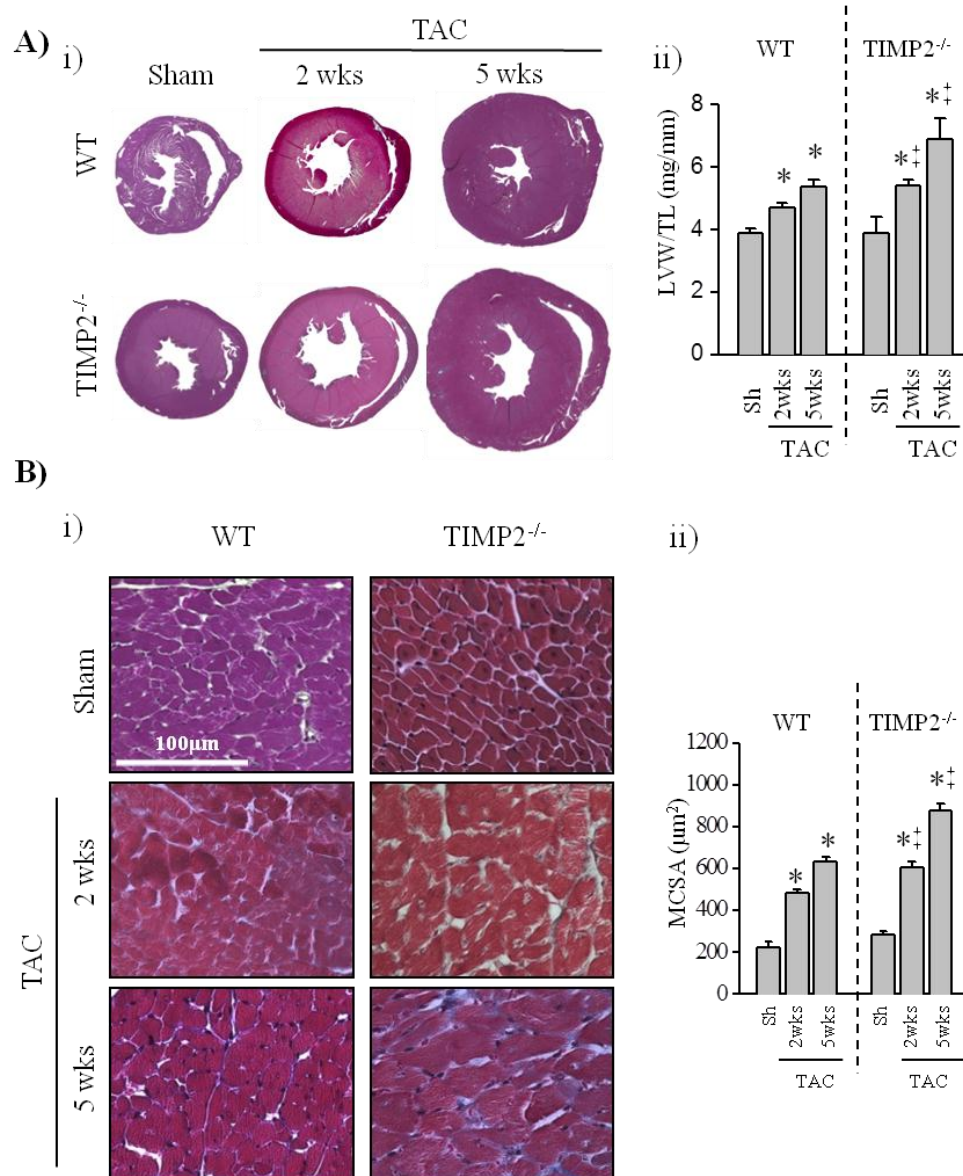 A)
i)
TAC
Sham
2 wks
5 wks
WT
TIMP2-/-
ii)
WT
TIMP2-/-
LVW/TL (mg/mm)
8
6
4
2
0
*
*
*‡
*‡
Sh
2wks
5wks
Sh
2wks
5wks
TAC
TAC
B)
i)
WT
TIMP2-/-
Sham
100μm
TAC
2 wks
5 wks
ii)
WT
TIMP2-/-
MCSA (μm²)
1200
1000
800
600
400
200
0
*
*
*‡
*‡
Sh
2wks
5wks
Sh
2wks
5wks
TAC
TAC